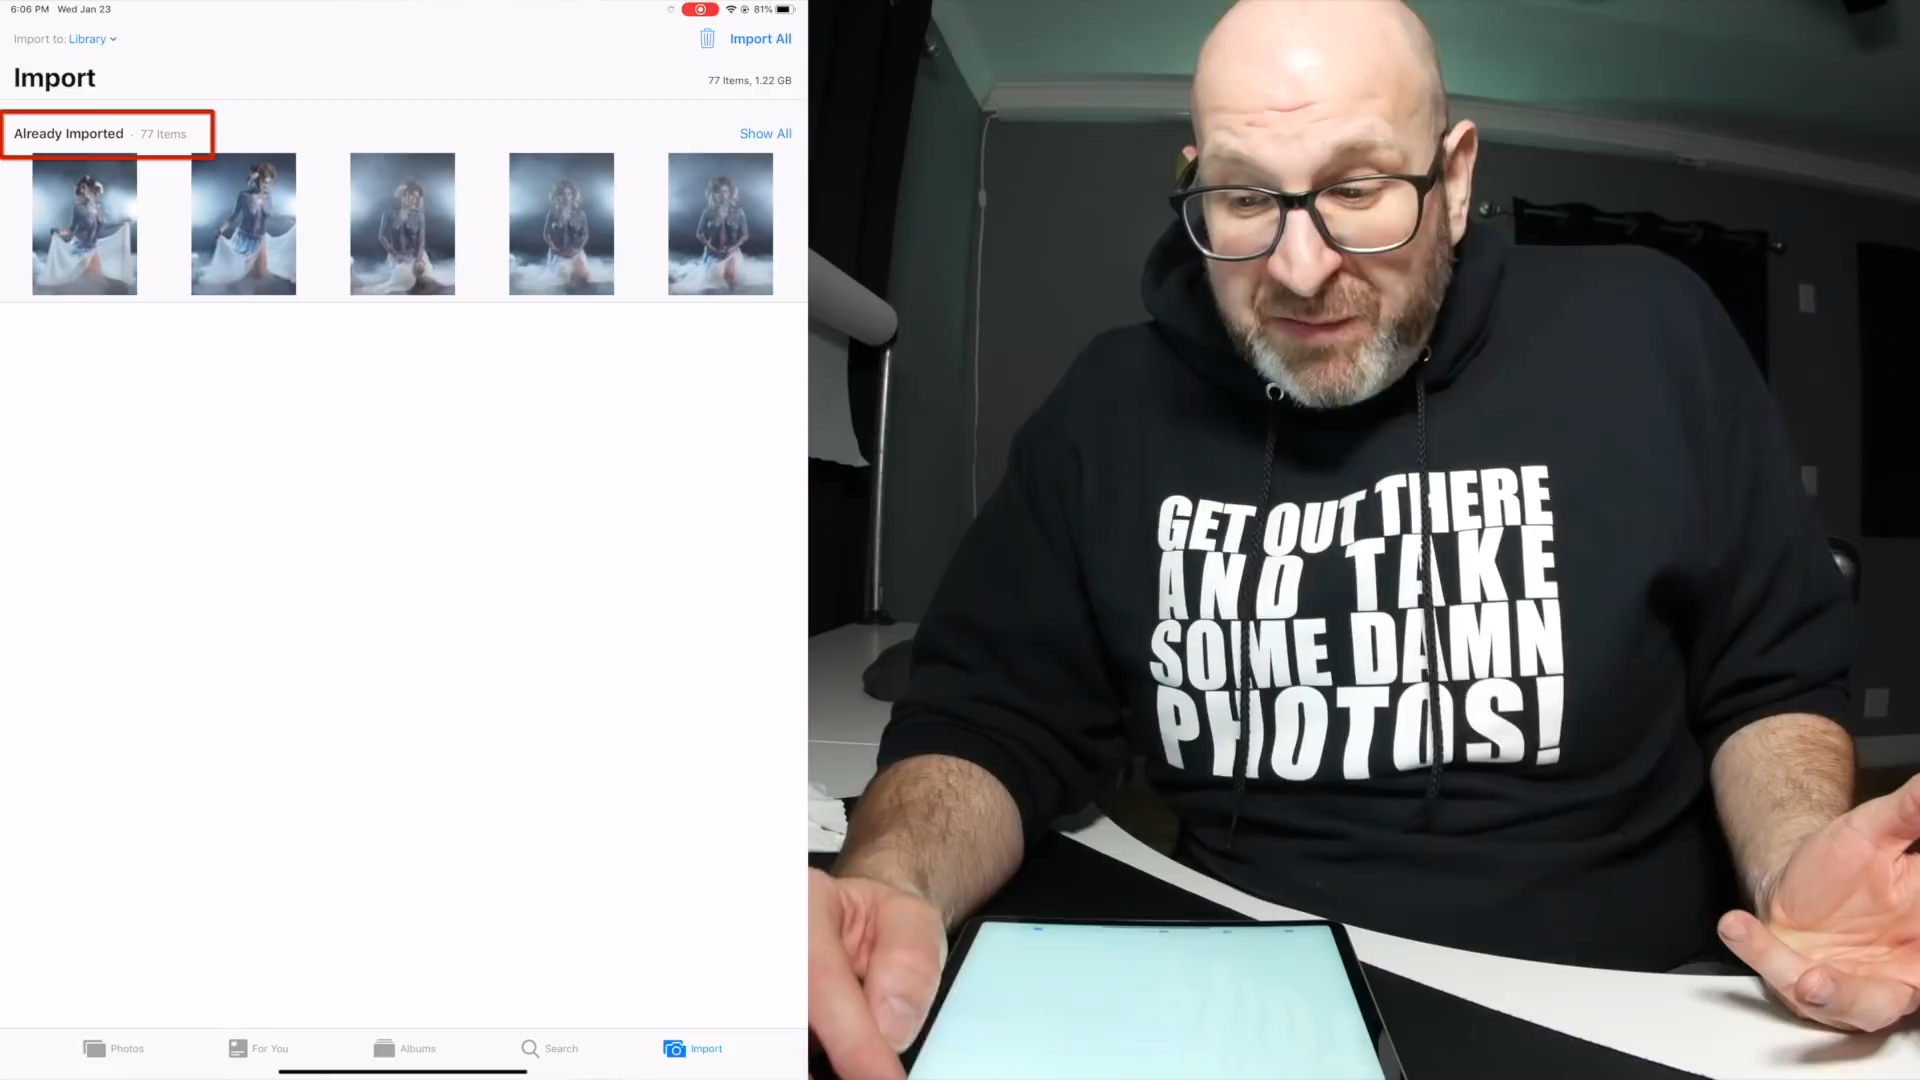 6:06 PM Wed Jan 23
81%
Import to: Library
Import All
Import
77 Items, 1.22 GB
Already Imported · 77 Items
Show All
Photos
For You
Albums
Search
Import
GET OUT THERE
AND TAKE
SOME DAMN
PHOTOS!